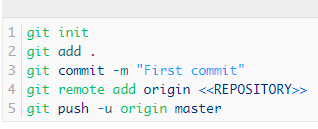 1 git init
2 git add .
3 git commit -m "First commit"
4 git remote add origin <<REPOSITORY>>
5 git push -u origin master